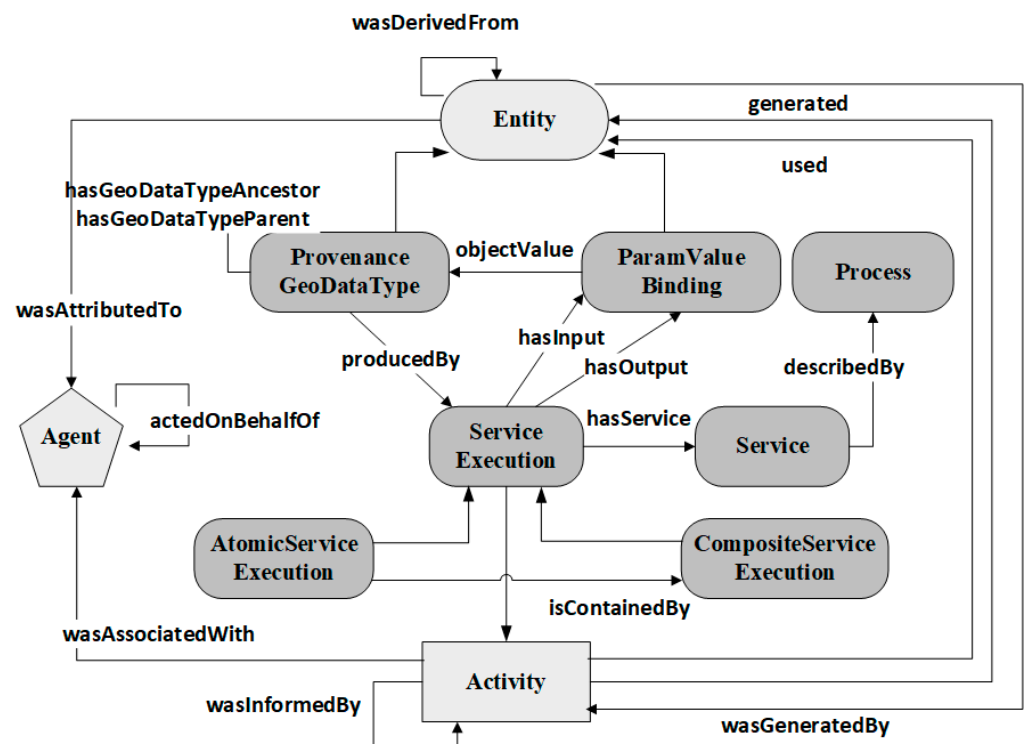 wasDerivedFrom
Entity
generated
used
hasGeoDataTypeAncestor
hasGeoDataTypeParent
Provenance
GeoDataType
objectValue
ParamValue
Binding
Process
wasAttributedTo
producedBy
hasInput
hasOutput
describedBy
Agent
actedOnBehalfOf
Service
Execution
hasService
Service
AtomicService
Execution
CompositeService
Execution
isContainedBy
wasAssociatedWith
Activity
wasInformedBy
wasGeneratedBy